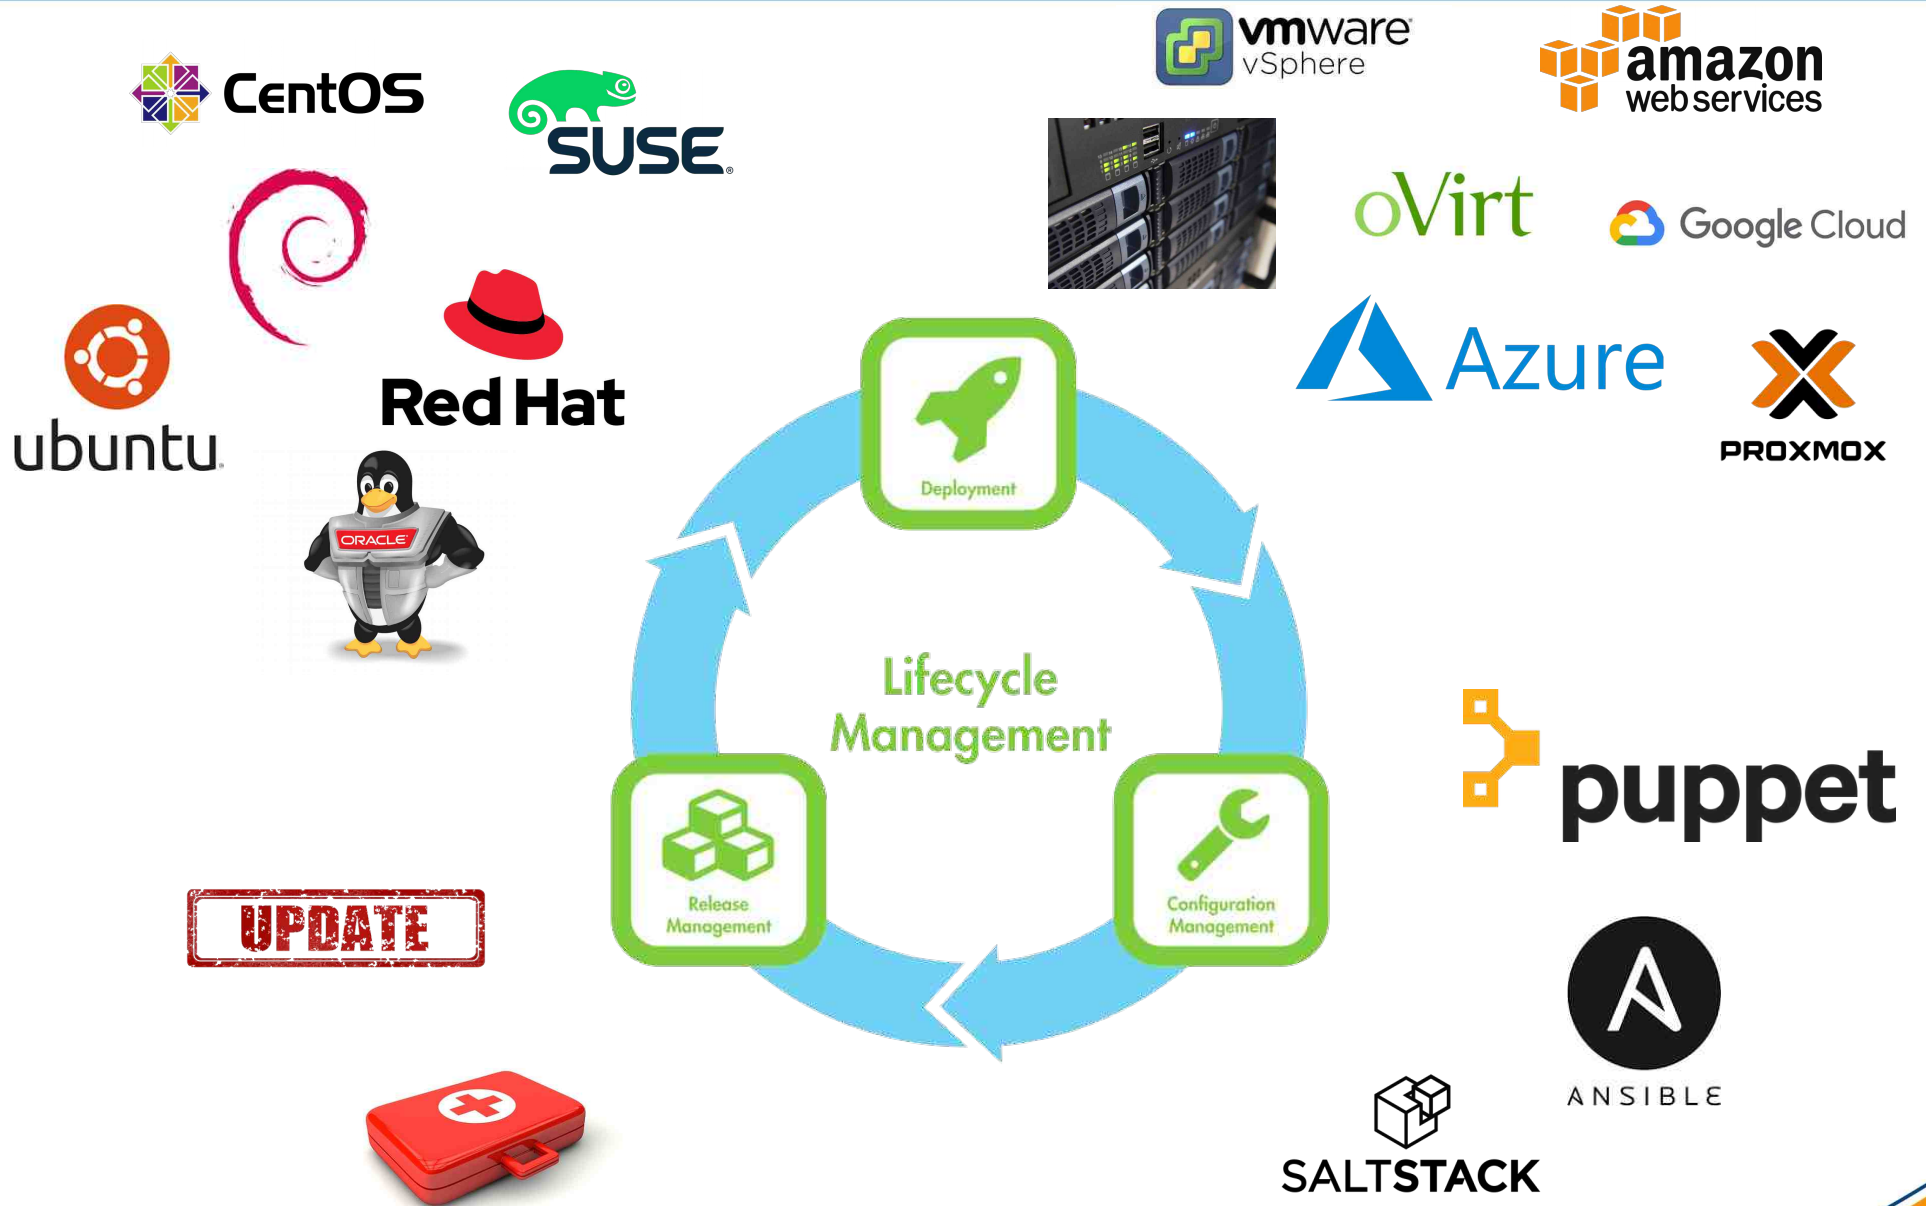 vmware
vSphere
amazon
web services
CentOS
SUSE
oVirt
Google Cloud
Red Hat
Azure
ubuntu
PROXMOX
Deployment
ORACLE
Lifecycle
Management
puppet
Release
Management
Configuration
Management
UPDATE
ANSIBLE
SALTSTACK